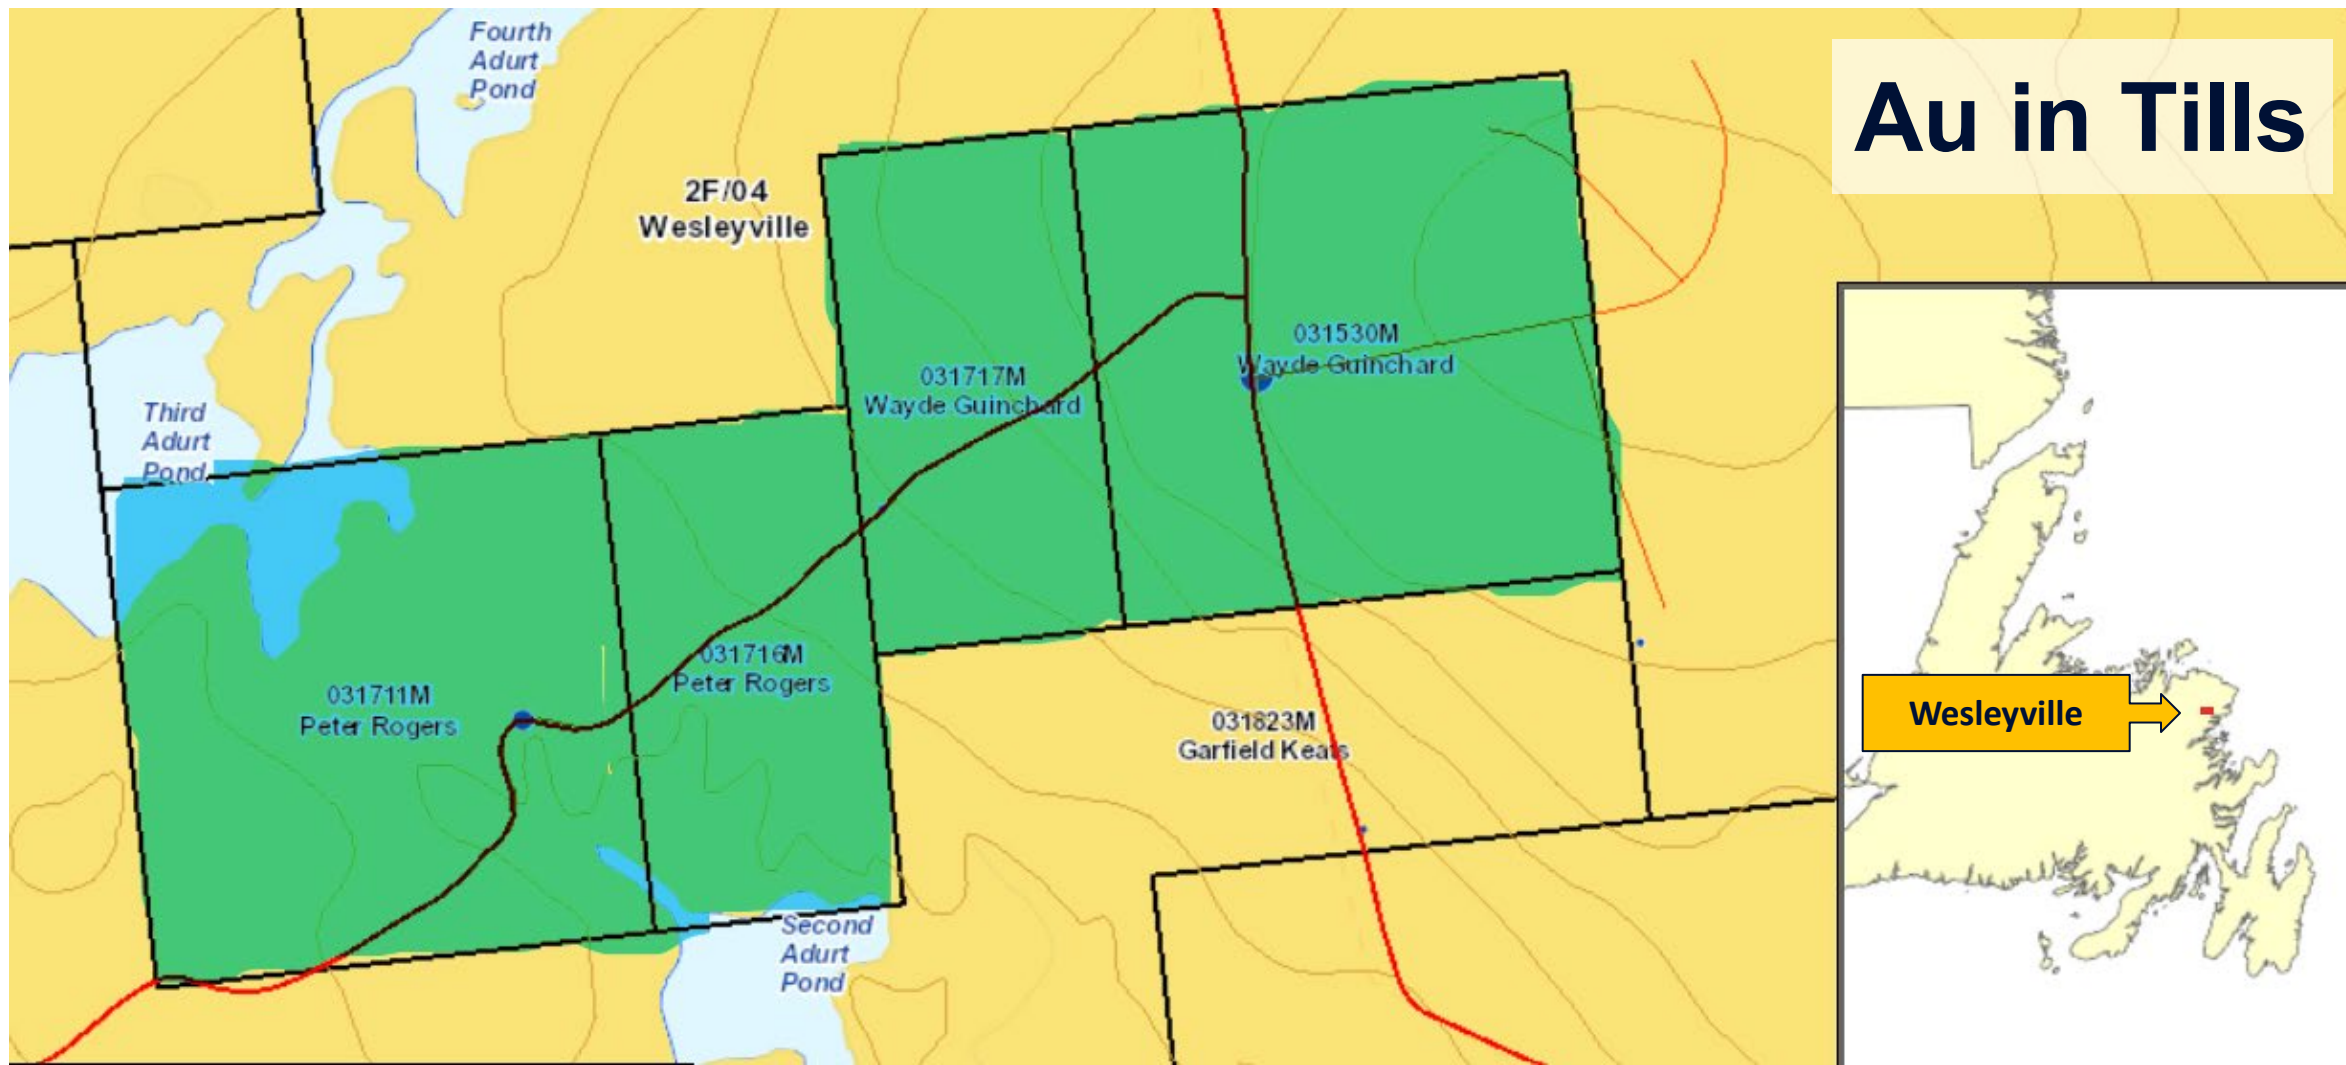 Fourth
Adurt
Pond
Au in Tills
2F/04
Wesleyville
031530M
Wayde Guinchard
031717M
Wayde Guinchard
Third
Adurt
Pond
031716M
Peter Rogers
031711M
Peter Rogers
031823M
Garfield Keats
Wesleyville
Second
Adurt
Pond